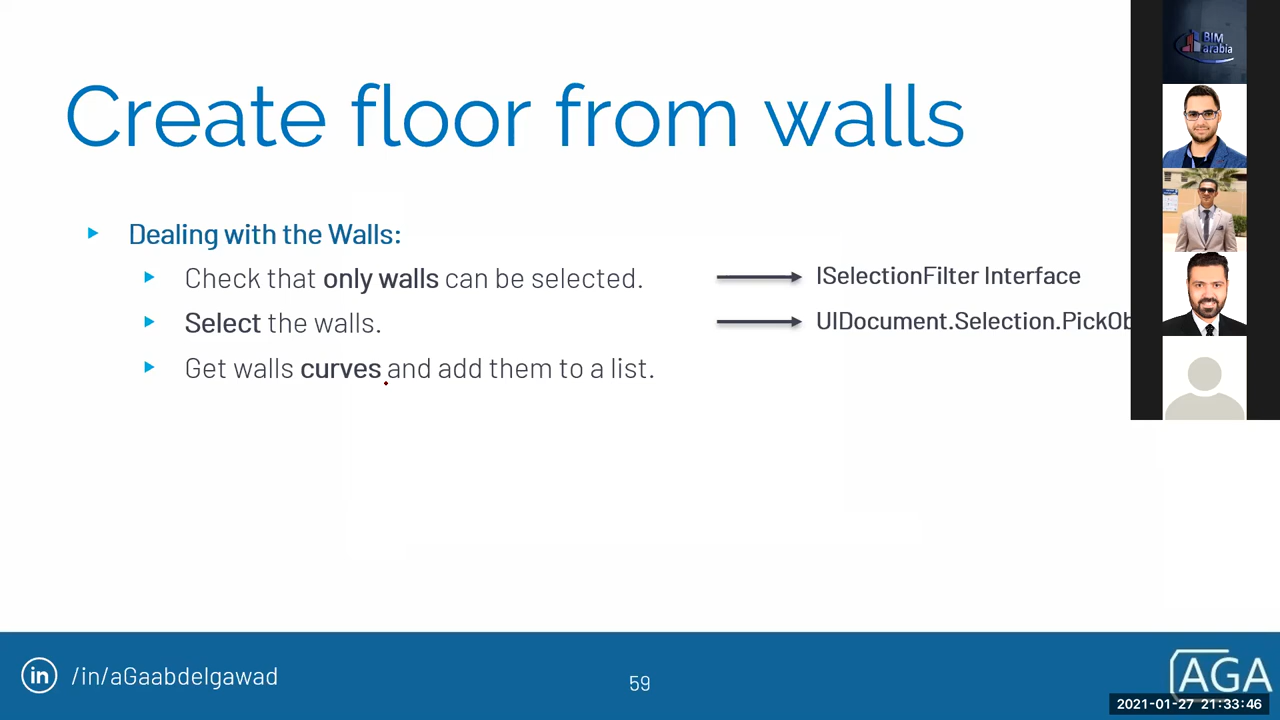 Create floor from walls
Dealing with the Walls:
Check that only walls can be selected.
ISelectionFilter Interface
Select the walls.
UIDocument.Selection.PickOb
Get walls curves and add them to a list.
BIM
arabia
in
/in/aGaabdelgawad
59
AGA
2021-01-27 21:33:46